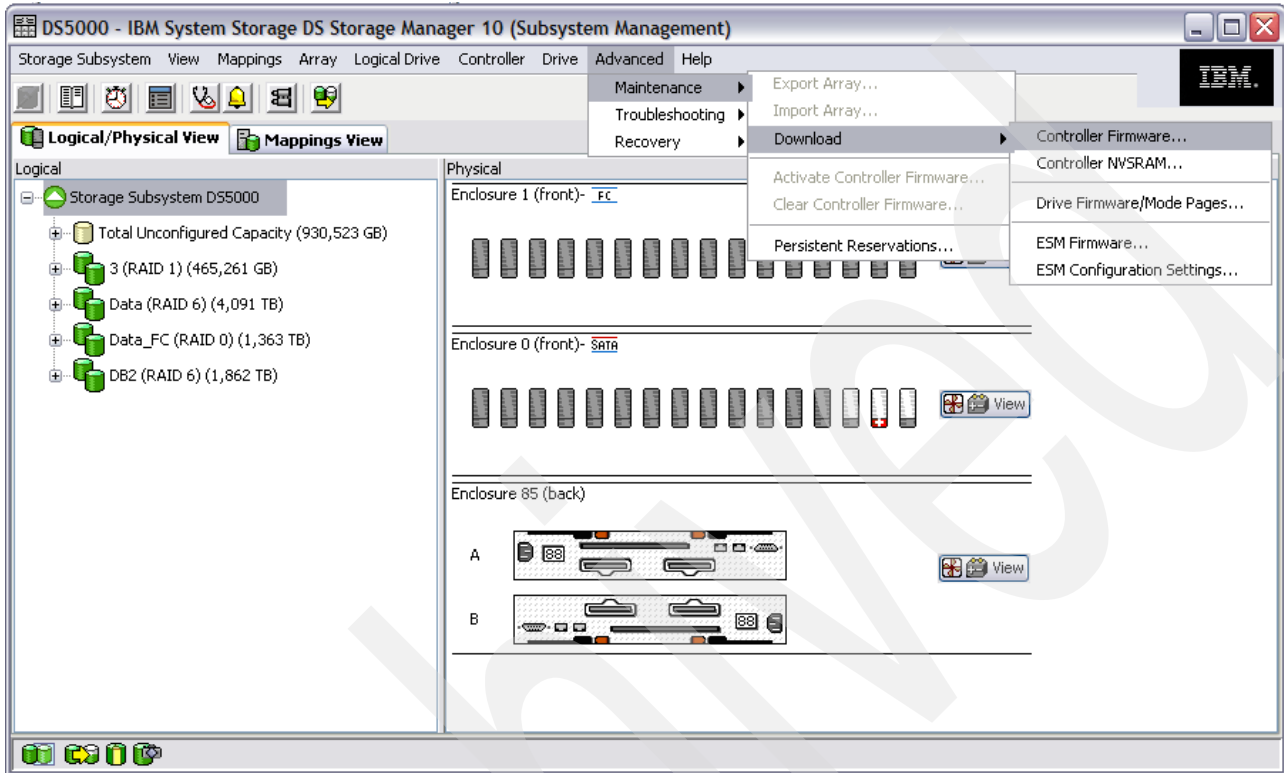 DS5000 - IBM System Storage DS Storage Manager 10 (Subsystem Management)
Storage Subsystem View Mappings Array Logical Drive Controller Drive Advanced Help
IBM.
Maintenance
Troubleshooting
Recovery
Export Array...
Import Array...
Download
Activate Controller Firmware...
Clear Controller Firmware...
Persistent Reservations...
Controller Firmware...
Controller NVSRAM...
Drive Firmware/Mode Pages...
ESM Firmware...
ESM Configuration Settings...
Logical/Physical View Mappings View
Logical
Storage Subsystem DS5000
Total Unconfigured Capacity (930,523 GB)
3 (RAID 1) (465,261 GB)
Data (RAID 6) (4,091 TB)
Data_FC (RAID 0) (1,363 TB)
DB2 (RAID 6) (1,862 TB)
Physical
Enclosure 1 (front)- FC
Enclosure 0 (front)- SATA
View
Enclosure 85 (back)
A
88
View
B
88